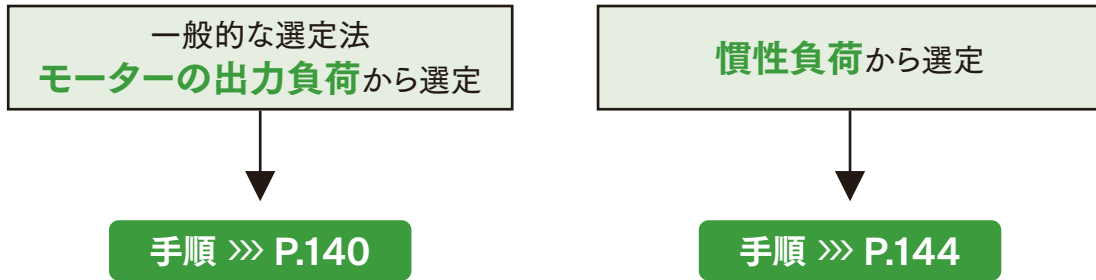 一般的な選定法
モーターの出力負荷から選定
手順 >>> P.140
慣性負荷から選定
手順 >>> P.144